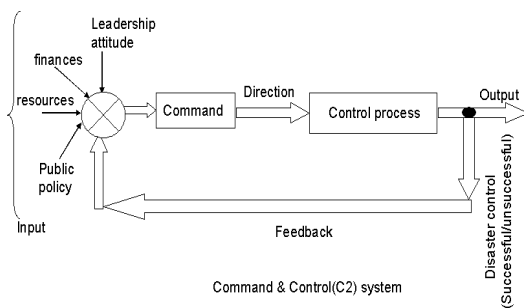 Leadership
attitude
finances
resources
Public
policy
Input
Command
Direction
Control process
Output
Disaster control
(Successful/unsuccessful)
Feedback
Command & Control(C2) system